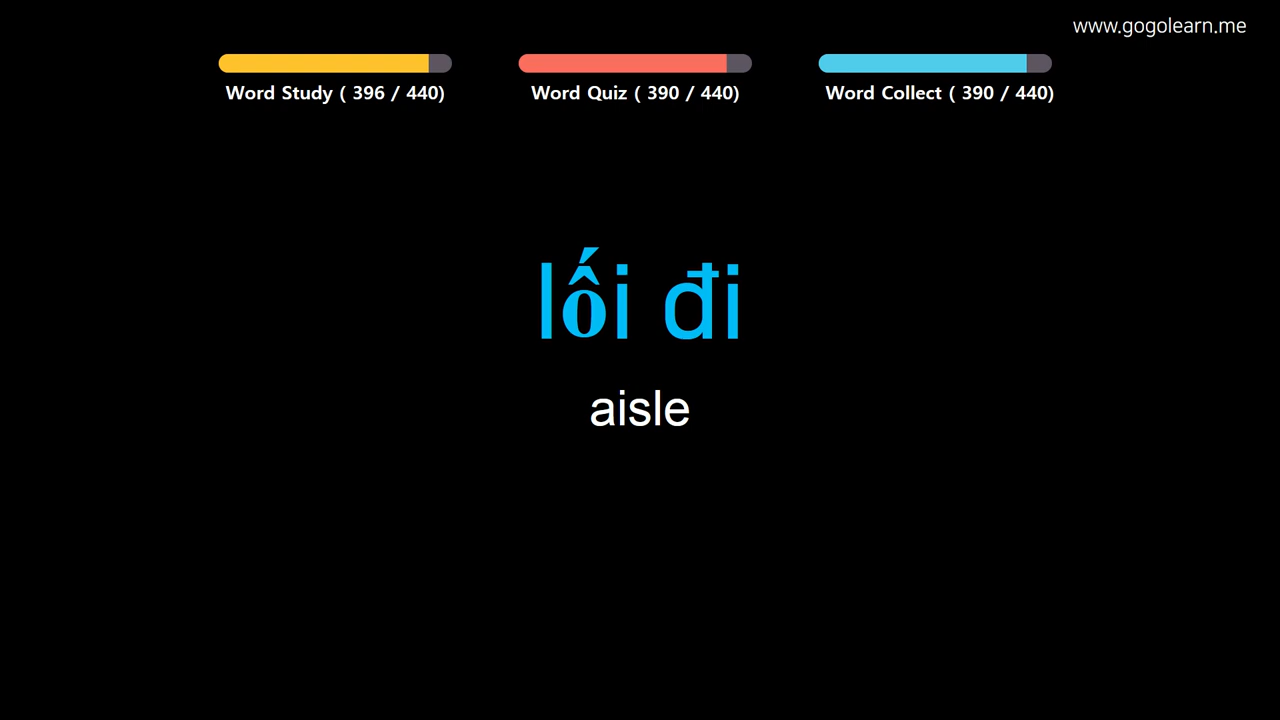 www.gogolearn.me
Word Study ( 396 / 440)
Word Quiz ( 390 / 440)
Word Collect ( 390 / 440)
lối đi
aisle